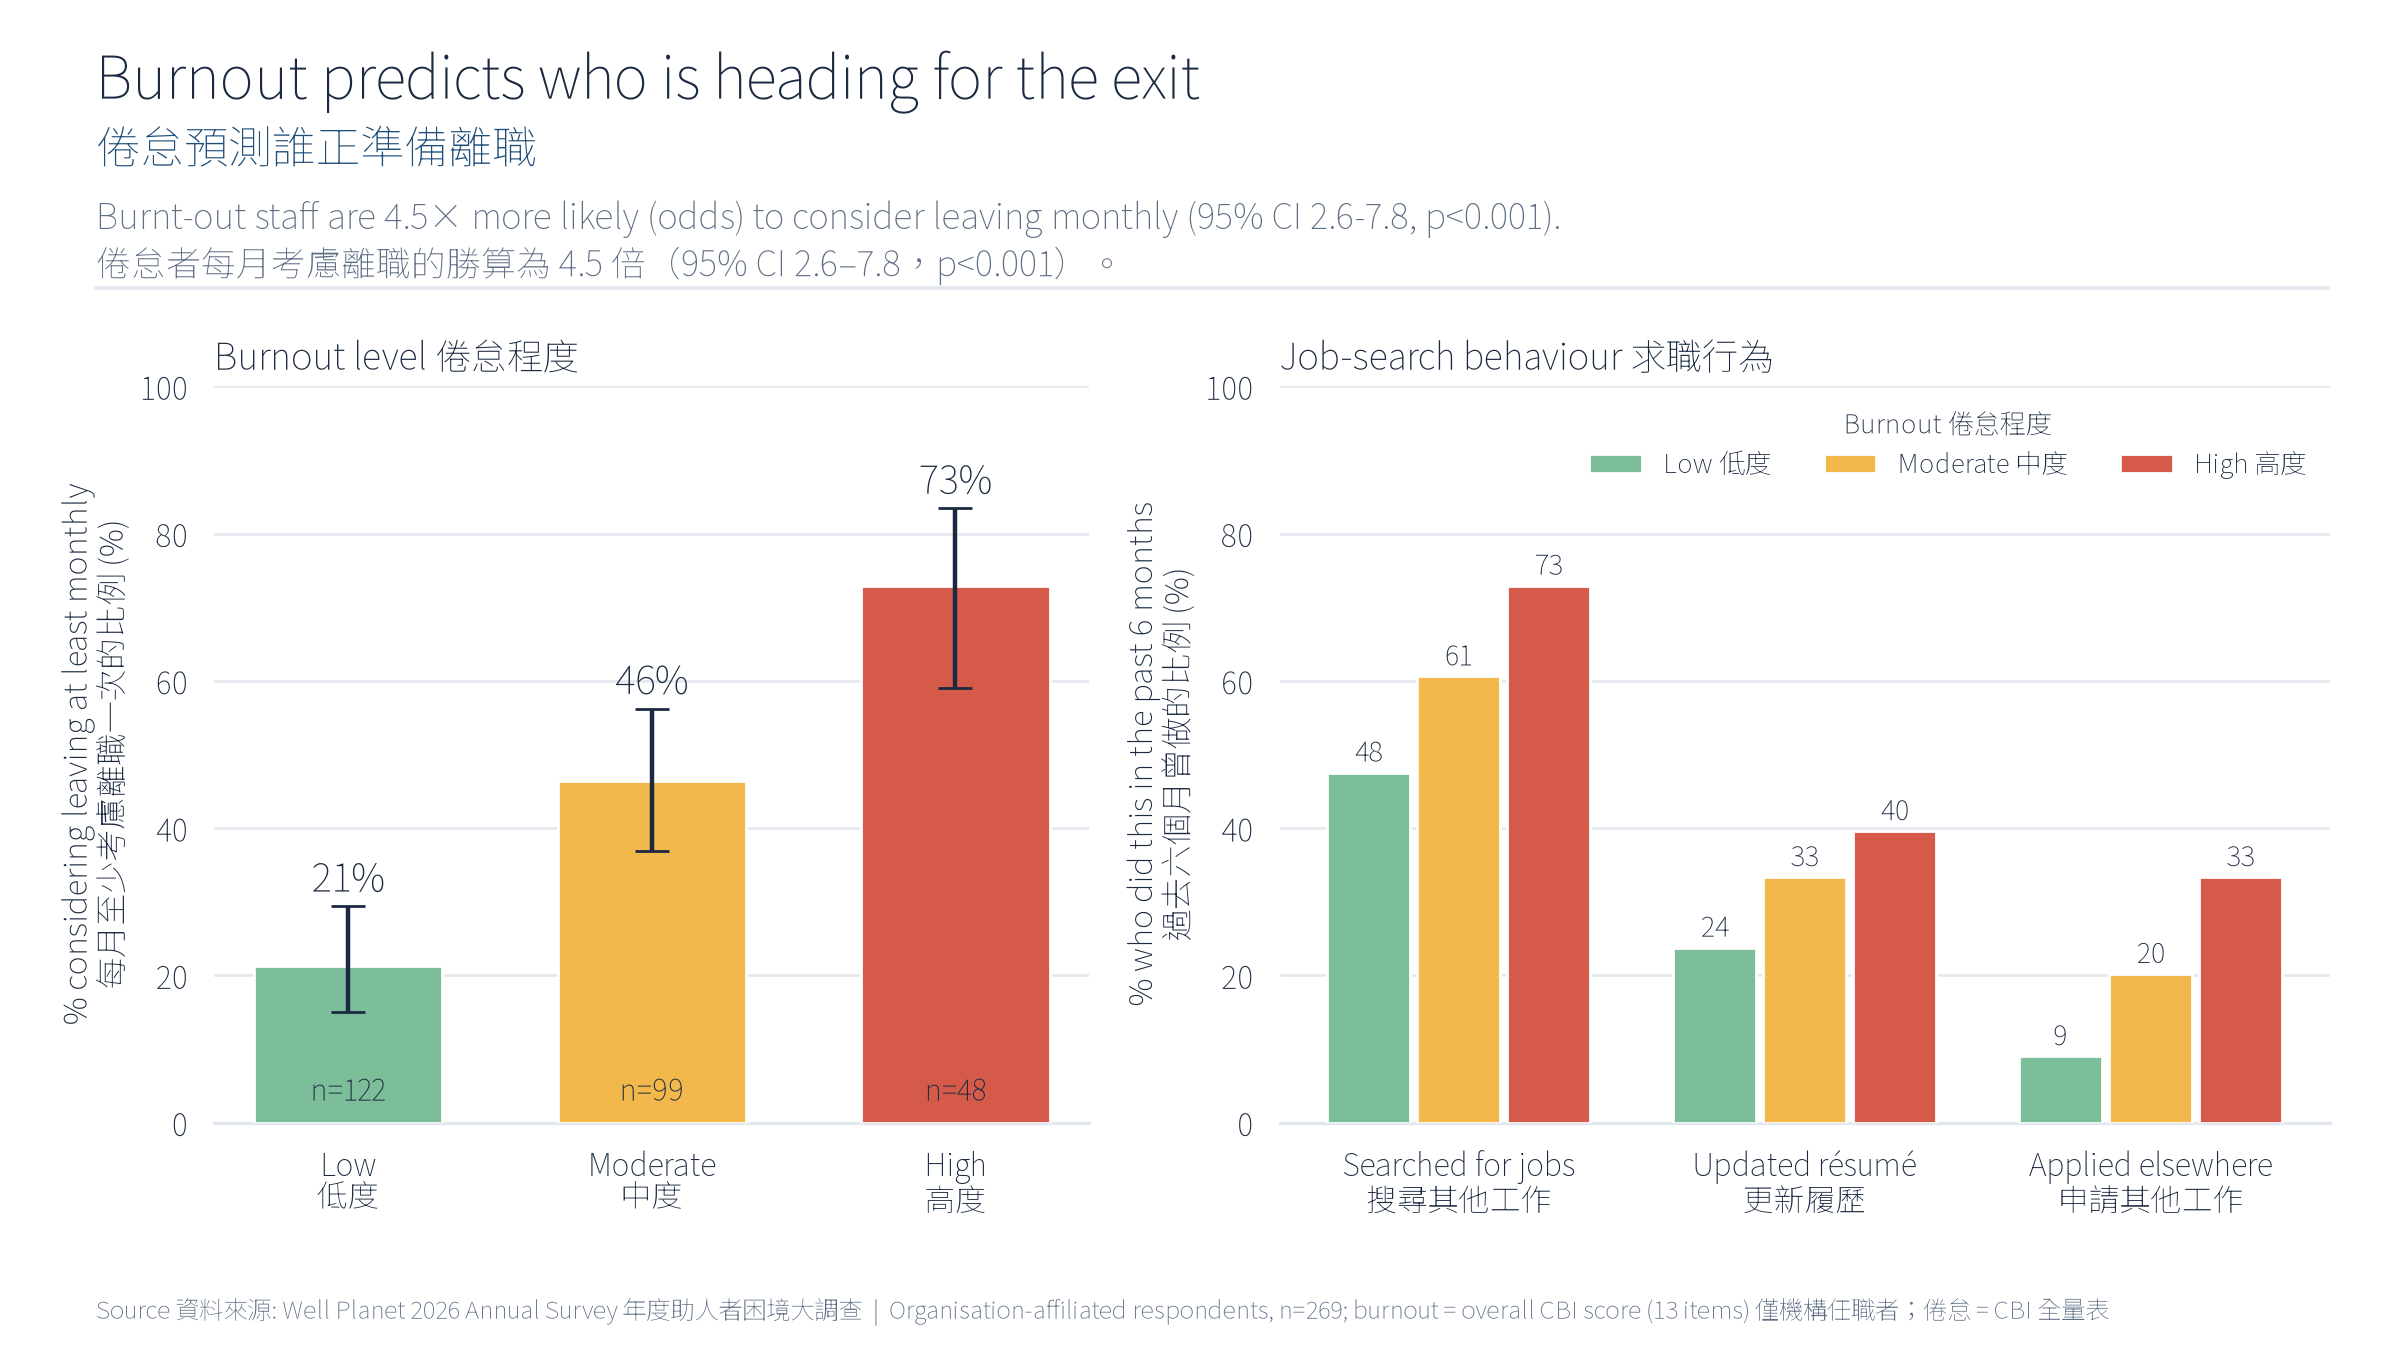 Burnout predicts who is heading for the exit
倦怠預測誰正準備離職
Burnt-out staff are 4.5× more likely (odds) to consider leaving monthly (95% CI 2.6-7.8, p<0.001).
倦怠者每月考慮離職的勝算為 4.5 倍（95% CI 2.6–7.8，p<0.001）。
Burnout level 倦怠程度
% considering leaving at least monthly
每月至少考慮離職一次的比例 (%)
100
80
60
40
20
0
21%
46%
73%
n=122
n=99
n=48
Low
低度
Moderate
中度
High
高度
Job-search behaviour 求職行為
% who did this in the past 6 months
過去六個月 曾做的比例 (%)
100
80
60
40
20
0
Burnout 倦怠程度
Low 低度
Moderate 中度
High 高度
48
61
73
24
33
40
9
20
33
Searched for jobs
搜尋其他工作
Updated résumé
更新履歷
Applied elsewhere
申請其他工作
Source 資料來源: Well Planet 2026 Annual Survey 年度助人者困境大調查 | Organisation-affiliated respondents, n=269; burnout = overall CBI score (13 items) 僅機構任職者；倦怠 = CBI 全量表